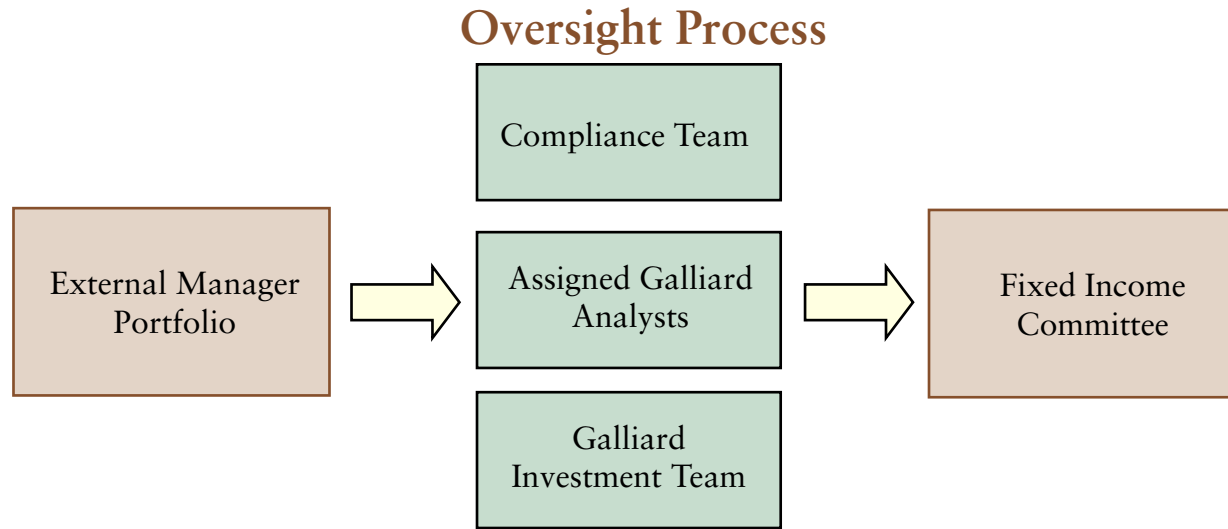 Oversight Process
Compliance Team
External Manager
Portfolio
Assigned Galliard
Analysts
Fixed Income
Committee
Galliard
Investment Team